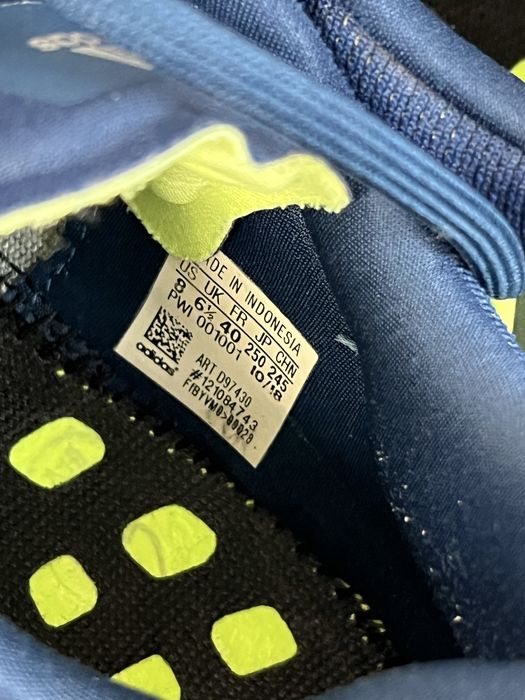 MADE IN INDONESIA
US UK FR JP CHN
8 6½ 40 250 245
PWI 001001 10/18
adidas
ART D97430
#121084743